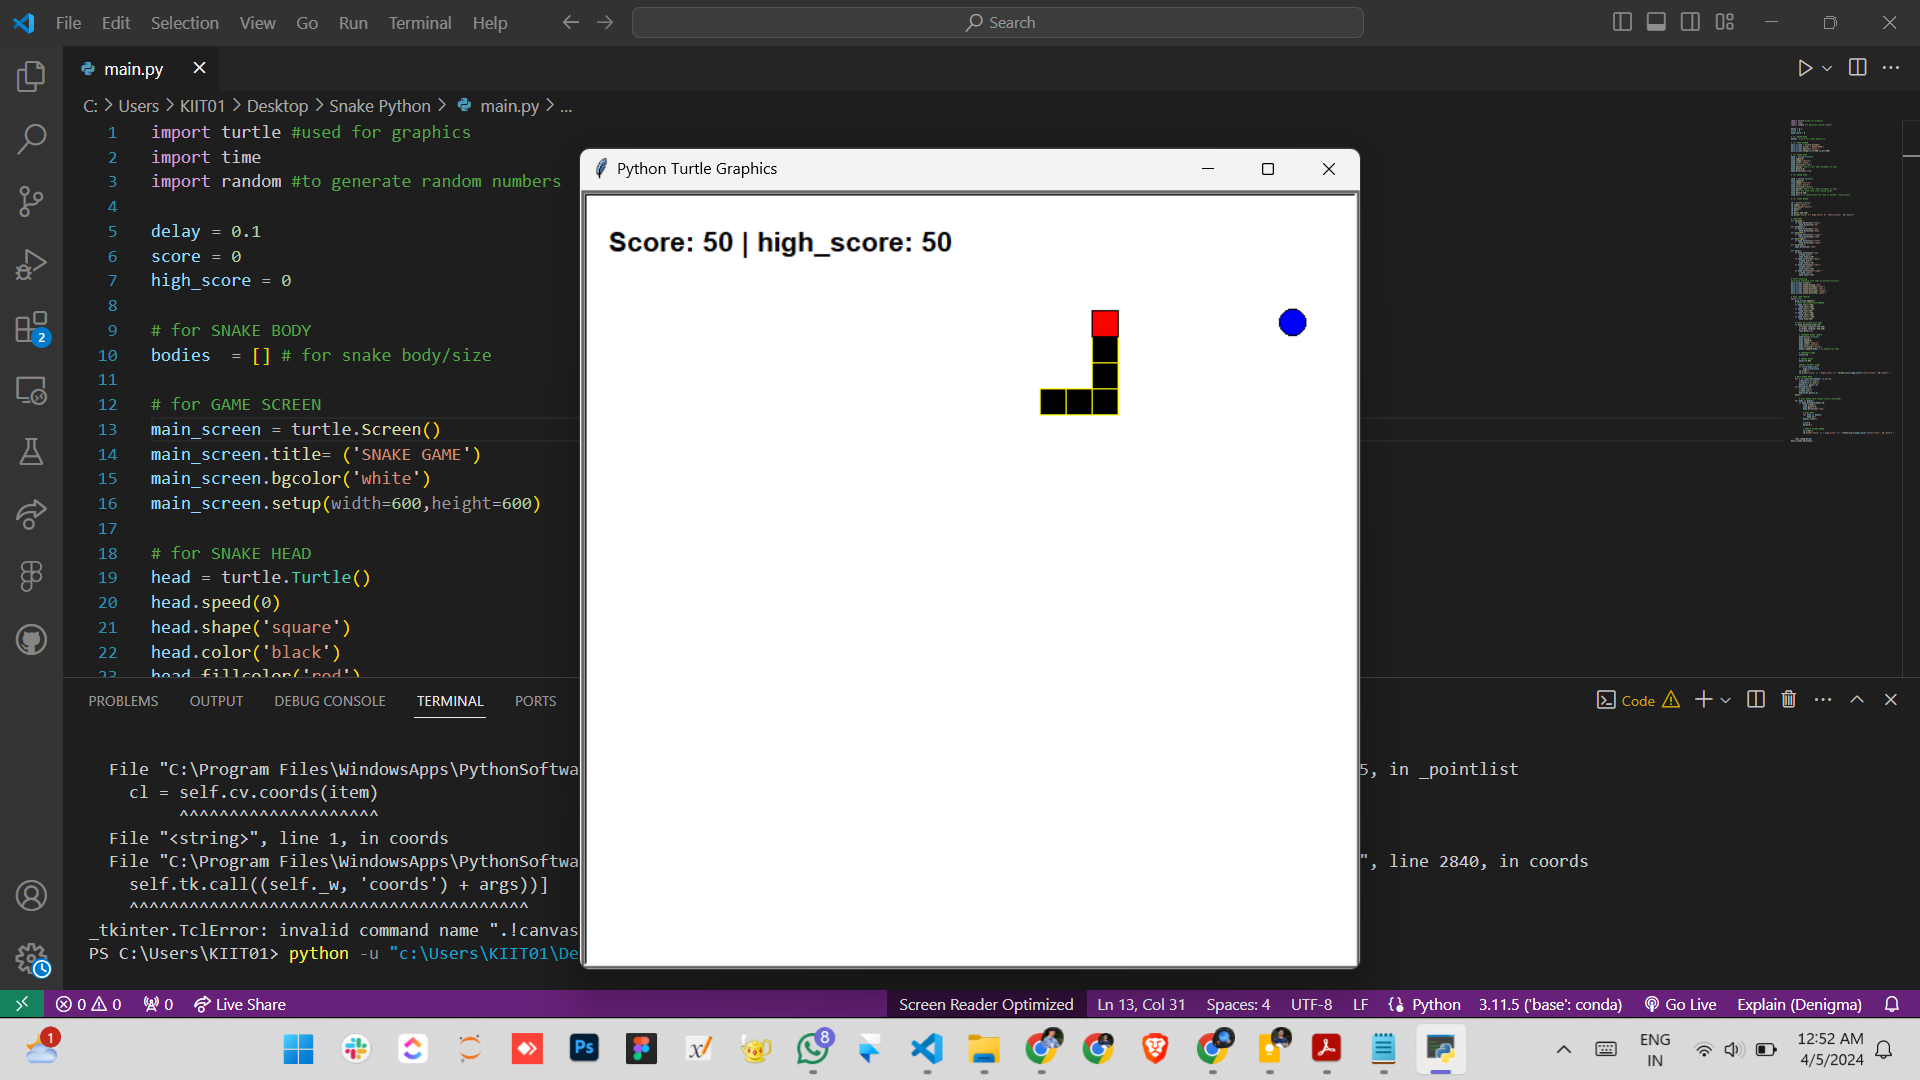 File Edit Selection View Go Run Terminal Help
Search
main.py
C: > Users > KIIT01 > Desktop > Snake Python > main.py > ...
1 import turtle #used for graphics
2 import time
3 import random #to generate random numbers
4
5 delay = 0.1
6 score = 0
7 high_score = 0
8
9 # for SNAKE BODY
10 bodies  = [] # for snake body/size
11
12 # for GAME SCREEN
13 main_screen = turtle.Screen()
14 main_screen.title= ('SNAKE GAME')
15 main_screen.bgcolor('white')
16 main_screen.setup(width=600,height=600)
17
18 # for SNAKE HEAD
19 head = turtle.Turtle()
20 head.speed(0)
21 head.shape('square')
22 head.color('black')
23 head.fillcolor('red')
Python Turtle Graphics
Score: 50 | high_score: 50
2
PROBLEMS OUTPUT DEBUG CONSOLE TERMINAL PORTS
Code
File "C:\Program Files\WindowsApps\PythonSoftwa 5, in _pointlist
cl = self.cv.coords(item)
^^^^^^^^^^^^^^^^^^^^
File "<string>", line 1, in coords
File "C:\Program Files\WindowsApps\PythonSoftwa ", line 2840, in coords
self.tk.call((self._w, 'coords') + args))]
^^^^^^^^^^^^^^^^^^^^^^^^^^^^^^^^^^^^^^^^
_tkinter.TclError: invalid command name ".!canvas
PS C:\Users\KIIT01> python -u "c:\Users\KIIT01\De
0 0 0 Live Share
Screen Reader Optimized Ln 13, Col 31 Spaces: 4 UTF-8 LF Python 3.11.5 ('base': conda) Go Live Explain (Denigma)
1
Ps
8
ENG
IN
12:52 AM
4/5/2024